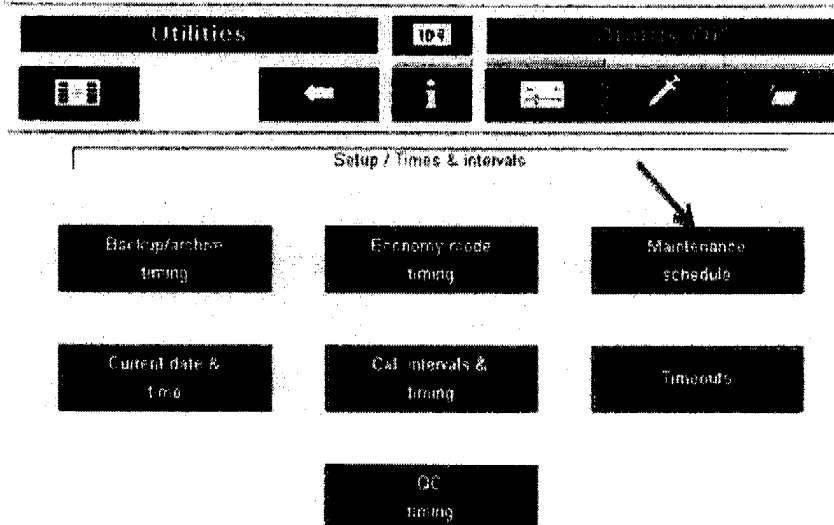 Utilities
Setup / Times & intervals
Backup/archive
timing
Economy mode
timing
Maintenance
schedule
Current date &
time
Cal. intervals &
timing
Timeouts
QC
timing